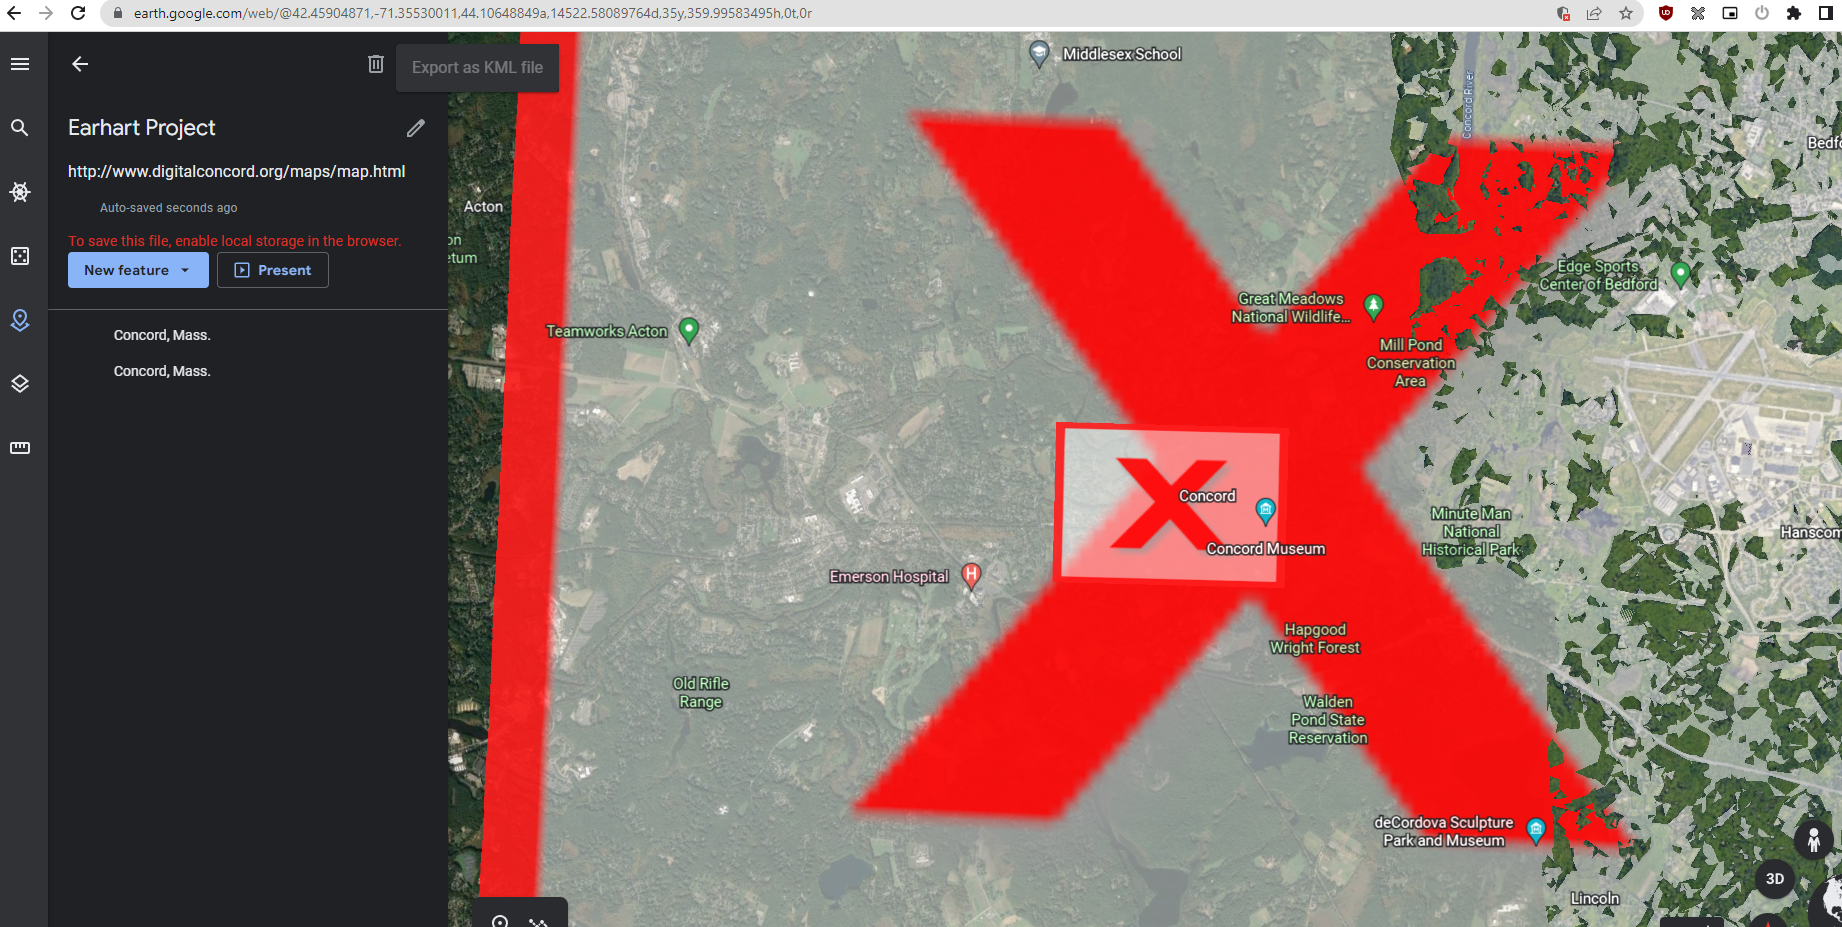 earth.google.com/web/@42.45904871,-71.35530011,44.10648849a,14522.58089764d,35y,359.99583495h,0t,0r
Export as KML file
Earhart Project
http://www.digitalconcord.org/maps/map.html
Auto-saved seconds ago
To save this file, enable local storage in the browser.
New feature
Present
Concord, Mass.
Concord, Mass.
Middlesex School
Concord River
Acton
Teamworks Acton
Great Meadows
National Wildlife...
Mill Pond
Conservation
Area
Edge Sports
Center of Bedford
Concord
Concord Museum
Minute Man
National
Historical Park
Hanscom
Emerson Hospital
H
Hapgood
Wright Forest
Old Rifle
Range
Walden
Pond State
Reservation
deCordova Sculpture
Park and Museum
Lincoln
3D